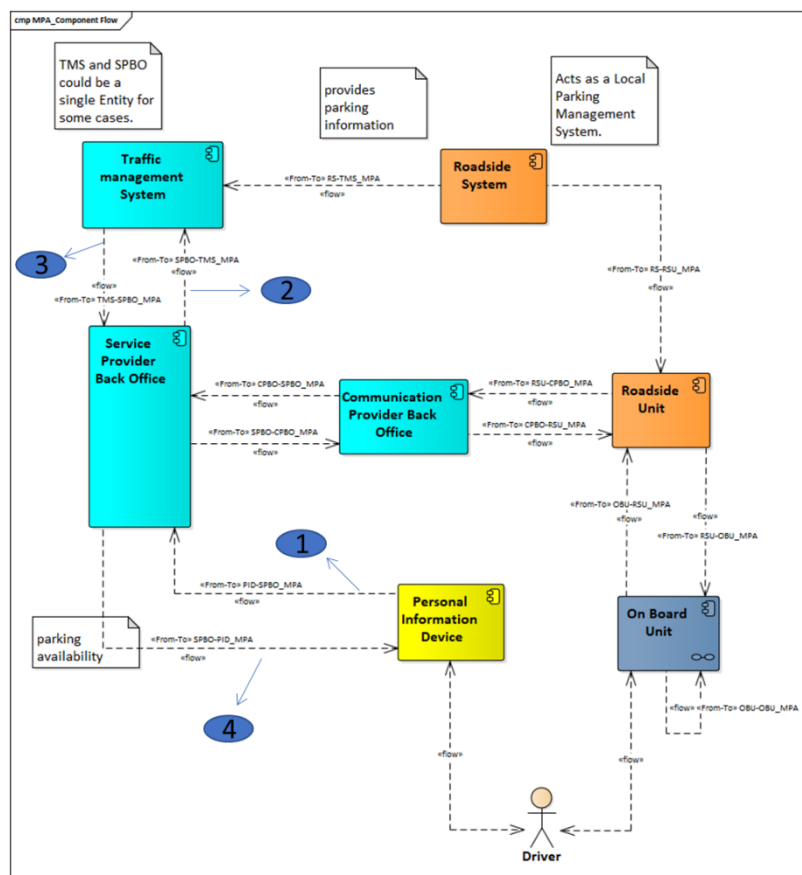 cmp MPA_Component Flow
TMS and SPBO
could be a
single Entity for
some cases.
provides
parking
information
Acts as a Local
Parking
Management
System.
Traffic
management
System
Roadside
System
«From-To» RS-TMS_MPA
«flow»
3
«From-To» SPBO-TMS_MPA
«flow»
2
«flow»
«From-To» TMS-SPBO_MPA
«From-To» RS-RSU_MPA
«flow»
Service
Provider
Back Office
«From-To» CPBO-SPBO_MPA
«flow»
Communication
Provider Back
Office
«From-To» RSU-CPBO_MPA
«flow»
Roadside
Unit
«From-To» SPBO-CPBO_MPA
«flow»
«From-To» CPBO-RSU_MPA
«flow»
«From-To» OBU-RSU_MPA
«flow»
«flow»
«From-To» RSU-OBU_MPA
1
«From-To» PID-SPBO_MPA
«flow»
Personal
Information
Device
On Board
Unit
parking
availability
«From-To» SPBO-PID_MPA
«flow»
4
«flow» «From-To» OBU-OBU_MPA
«flow»
«flow»
Driver